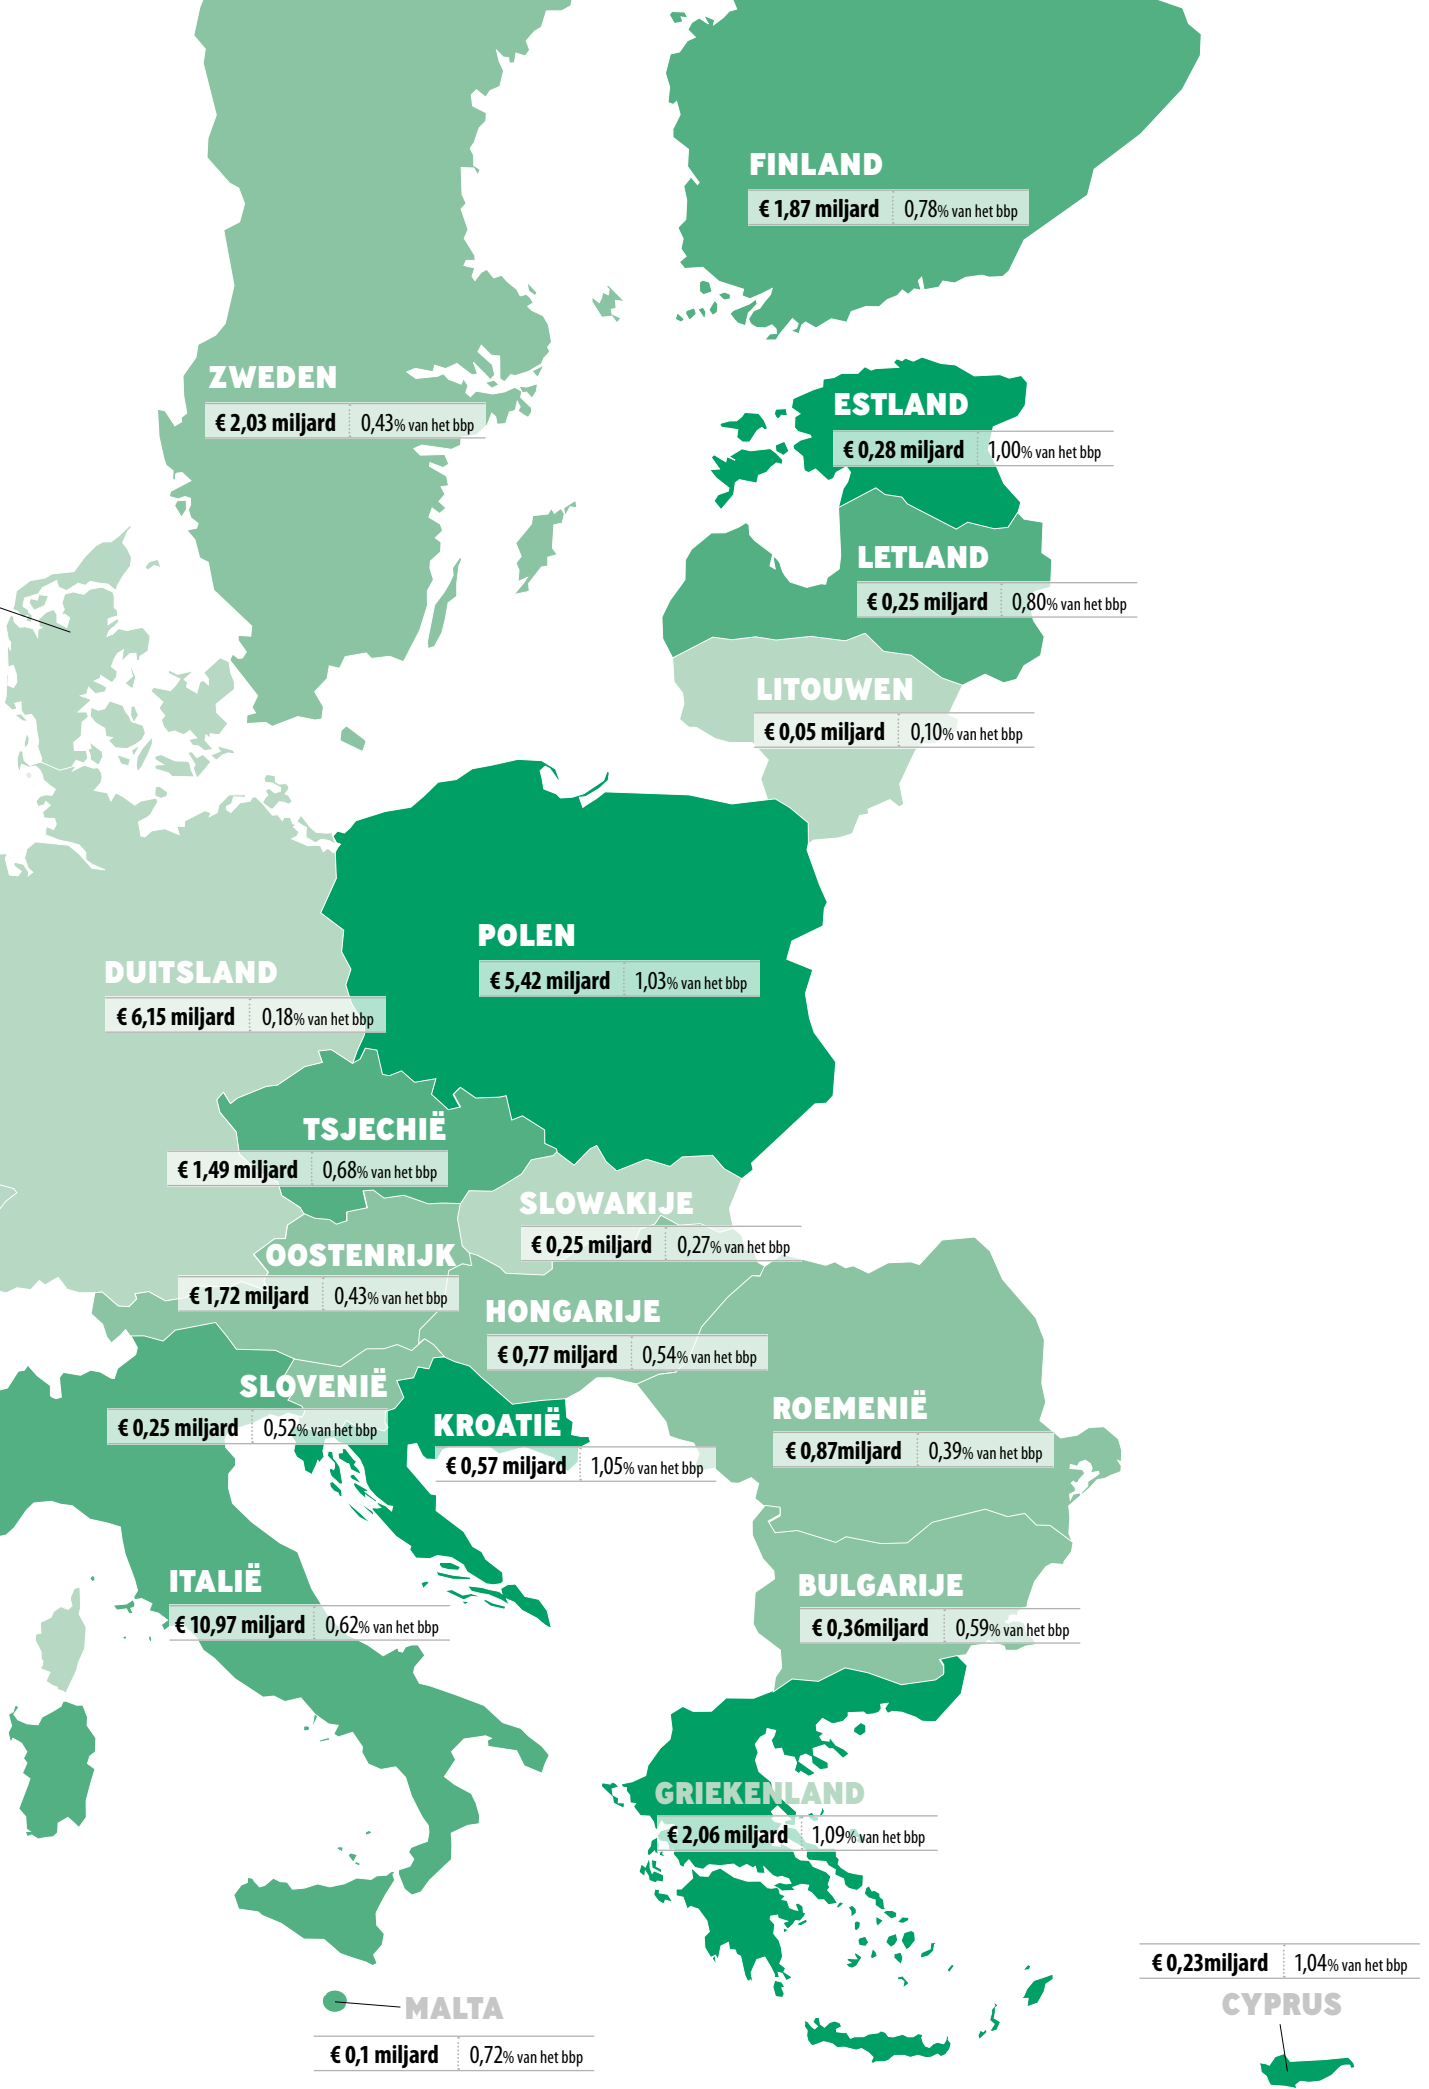 FINLAND
€ 1,87 miljard 0,78% van het bbp
ZWEDEN
€ 2,03 miljard 0,43% van het bbp
ESTLAND
€ 0,28 miljard 1,00% van het bbp
LETLAND
€ 0,25 miljard 0,80% van het bbp
LITOUWEN
€ 0,05 miljard 0,10% van het bbp
POLEN
€ 5,42 miljard 1,03% van het bbp
DUITSLAND
€ 6,15 miljard 0,18% van het bbp
TSJECHIË
€ 1,49 miljard 0,68% van het bbp
SLOWAKIJE
€ 0,25 miljard 0,27% van het bbp
OOSTENRIJK
€ 1,72 miljard 0,43% van het bbp
HONGARIJE
€ 0,77 miljard 0,54% van het bbp
SLOVENIË
€ 0,25 miljard 0,52% van het bbp
KROATIË
€ 0,57 miljard 1,05% van het bbp
ROEMENIË
€ 0,87miljard 0,39% van het bbp
ITALIË
€ 10,97 miljard 0,62% van het bbp
BULGARIJE
€ 0,36miljard 0,59% van het bbp
GRIEKENLAND
€ 2,06 miljard 1,09% van het bbp
€ 0,23miljard 1,04% van het bbp
CYPRUS
MALTA
€ 0,1 miljard 0,72% van het bbp